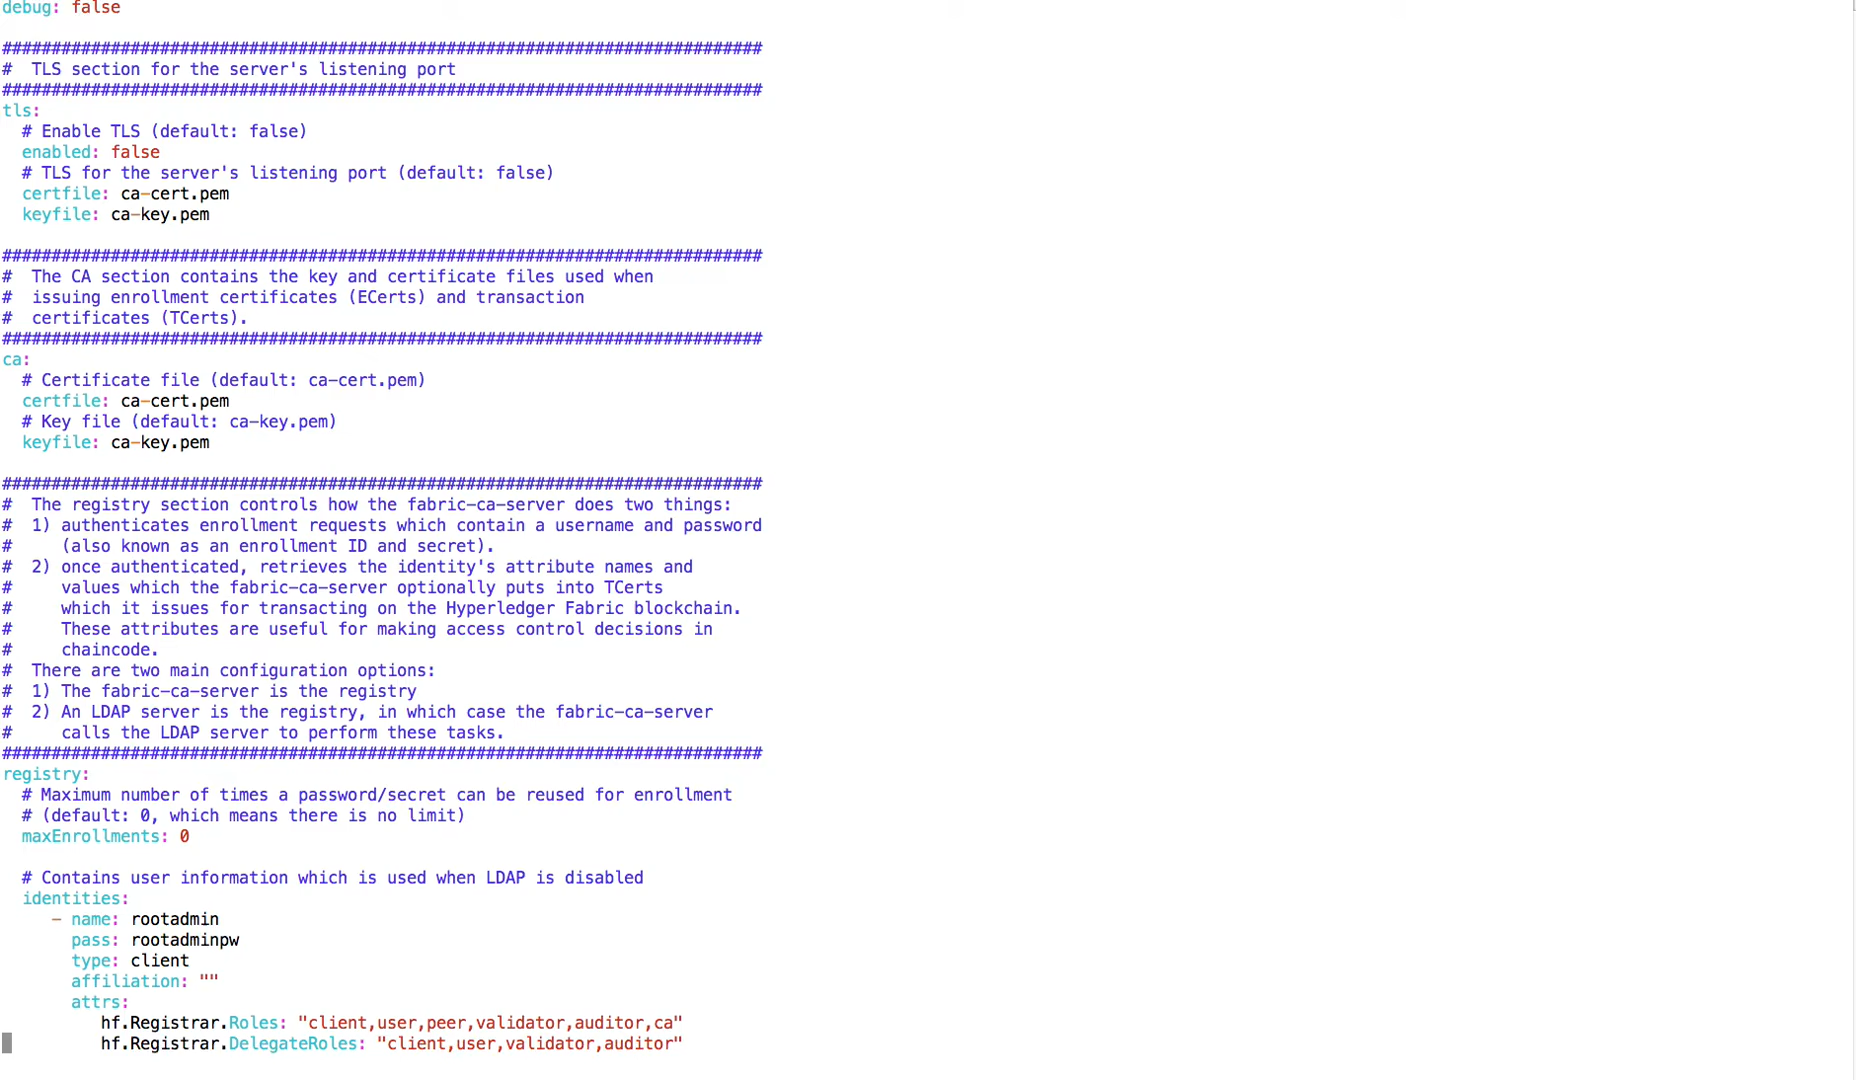 debug: false
#############################################################################
#  TLS section for the server's listening port
#############################################################################
tls:
  # Enable TLS (default: false)
  enabled: false
  # TLS for the server's listening port (default: false)
  certfile: ca-cert.pem
  keyfile: ca-key.pem
#############################################################################
#  The CA section contains the key and certificate files used when
#  issuing enrollment certificates (ECerts) and transaction
#  certificates (TCerts).
#############################################################################
ca:
  # Certificate file (default: ca-cert.pem)
  certfile: ca-cert.pem
  # Key file (default: ca-key.pem)
  keyfile: ca-key.pem
#############################################################################
#  The registry section controls how the fabric-ca-server does two things:
#  1) authenticates enrollment requests which contain a username and password
#     (also known as an enrollment ID and secret).
#  2) once authenticated, retrieves the identity's attribute names and
#     values which the fabric-ca-server optionally puts into TCerts
#     which it issues for transacting on the Hyperledger Fabric blockchain.
#     These attributes are useful for making access control decisions in
#     chaincode.
#  There are two main configuration options:
#  1) The fabric-ca-server is the registry
#  2) An LDAP server is the registry, in which case the fabric-ca-server
#     calls the LDAP server to perform these tasks.
#############################################################################
registry:
  # Maximum number of times a password/secret can be reused for enrollment
  # (default: 0, which means there is no limit)
  maxEnrollments: 0
  # Contains user information which is used when LDAP is disabled
  identities:
     - name: rootadmin
       pass: rootadminpw
       type: client
       affiliation: ""
       attrs:
          hf.Registrar.Roles: "client,user,peer,validator,auditor,ca"
          hf.Registrar.DelegateRoles: "client,user,validator,auditor"